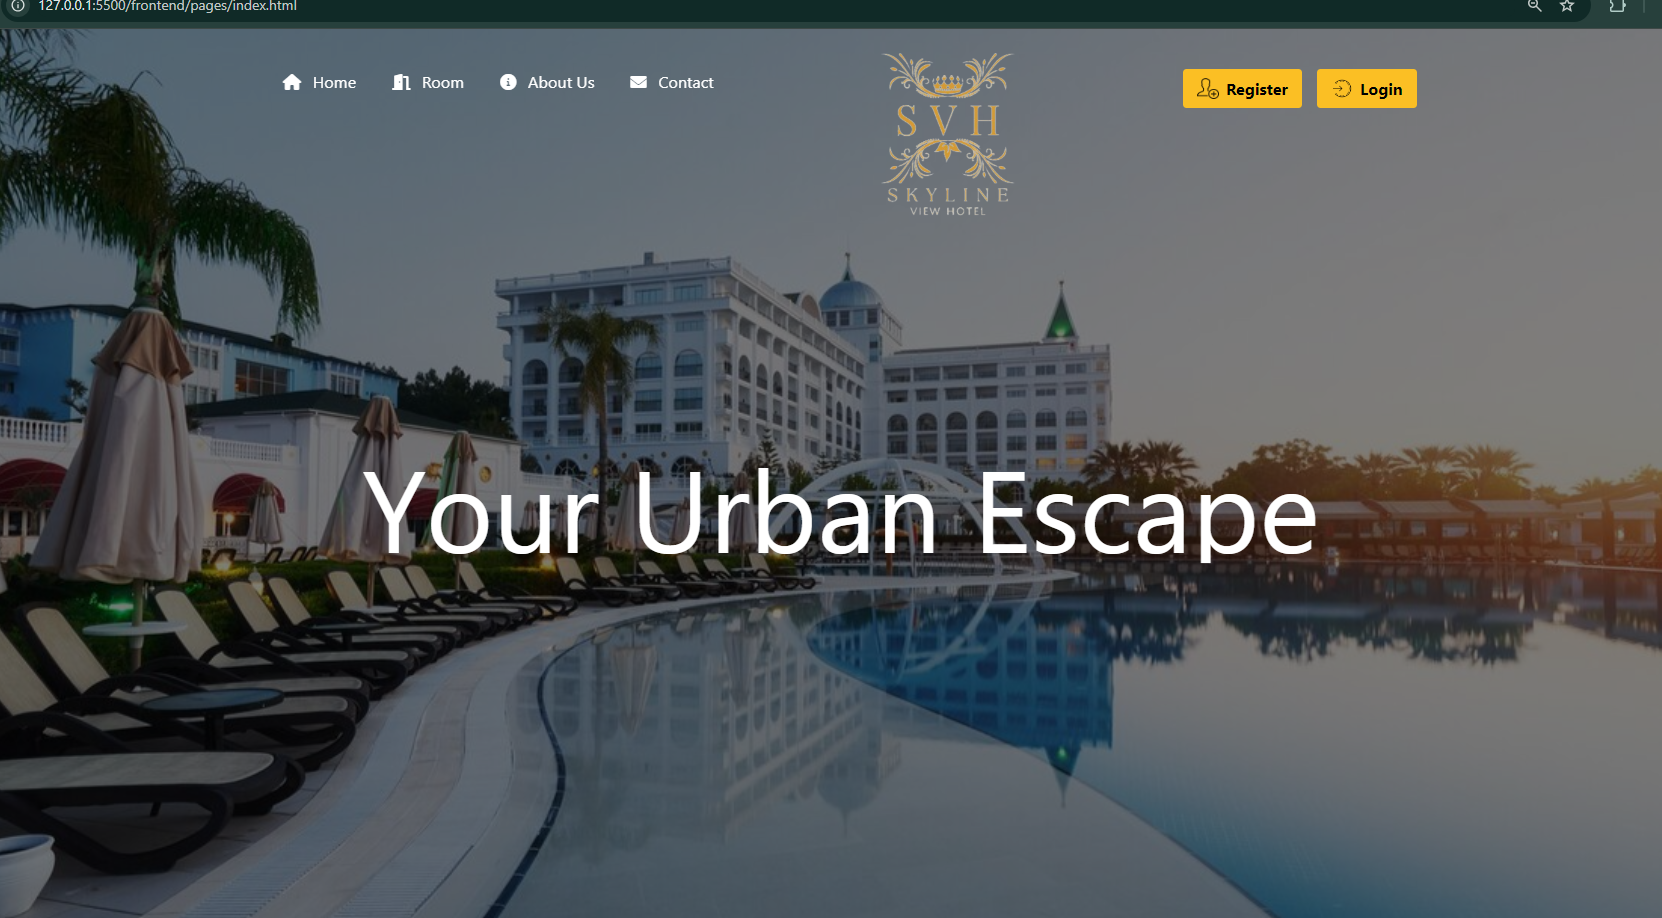 127.0.0.1:5500/frontend/pages/index.html
Home Room About Us Contact
Register Login
SVH
SKYLINE
VIEW HOTEL
Your Urban Escape